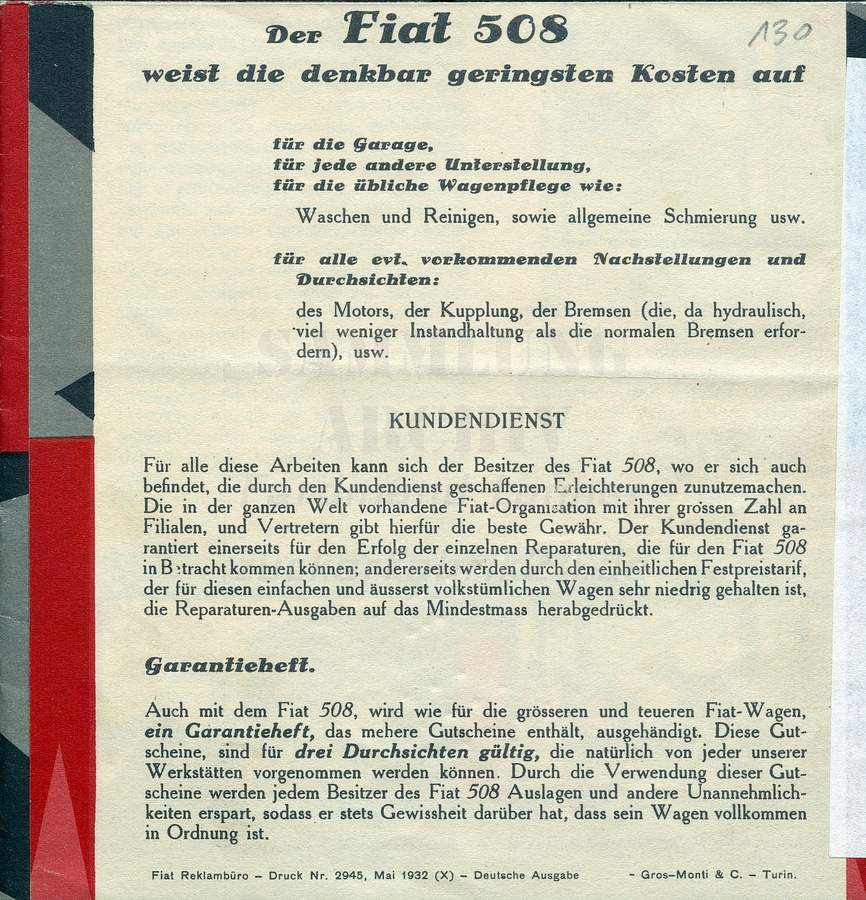 Der Fiat 508
130
weist die denkbar geringsten Kosten auf
für die Garage,
für jede andere Unterstellung,
für die übliche Wagenpflege wie:
Waschen und Reinigen, sowie allgemeine Schmierung usw.
für alle evt. vorkommenden Nachstellungen und
Durchsichten:
des Motors, der Kupplung, der Bremsen (die, da hydraulisch,
viel weniger Instandhaltung als die normalen Bremsen erfor-
dern), usw.
SAMMLUNG
ARCHIV
KUNDENDIENST
Für alle diese Arbeiten kann sich der Besitzer des Fiat 508, wo er sich auch
befindet, die durch den Kundendienst geschaffenen Erleichterungen zunutzemachen.
Die in der ganzen Welt vorhandene Fiat-Organisation mit ihrer grossen Zahl an
Filialen, und Vertretern gibt hierfür die beste Gewähr. Der Kundendienst ga-
rantiert einerseits für den Erfolg der einzelnen Reparaturen, die für den Fiat 508
in Betracht kommen können; andererseits werden durch den einheitlichen Festpreistarif,
der für diesen einfachen und äusserst volkstümlichen Wagen sehr niedrig gehalten ist,
die Reparaturen-Ausgaben auf das Mindestmass herabgedrückt.
Garantieheft.
Auch mit dem Fiat 508, wird wie für die grösseren und teueren Fiat-Wagen,
ein Garantieheft, das mehere Gutscheine enthält, ausgehändigt. Diese Gut-
scheine, sind für drei Durchsichten gültig, die natürlich von jeder unserer
Werkstätten vorgenommen werden können. Durch die Verwendung dieser Gut-
scheine werden jedem Besitzer des Fiat 508 Auslagen und andere Unannehmlich-
keiten erspart, sodass er stets Gewissheit darüber hat, dass sein Wagen vollkommen
in Ordnung ist.
Fiat Reklambüro – Druck Nr. 2945, Mai 1932 (X) – Deutsche Ausgabe - Gros–Monti & C. – Turin.